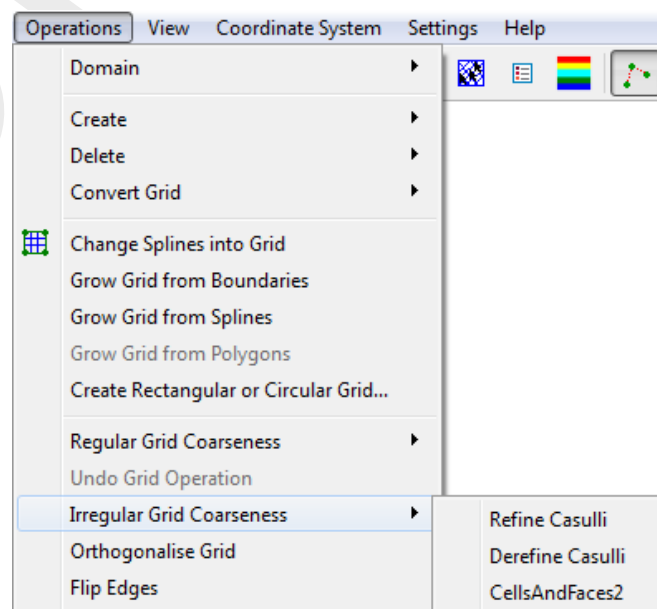 Operations View Coordinate System Settings Help
Domain
Create
Delete
Convert Grid
Change Splines into Grid
Grow Grid from Boundaries
Grow Grid from Splines
Grow Grid from Polygons
Create Rectangular or Circular Grid...
Regular Grid Coarseness
Undo Grid Operation
Irregular Grid Coarseness
Refine Casulli
Orthogonalise Grid
Derefine Casulli
Flip Edges
CellsAndFaces2